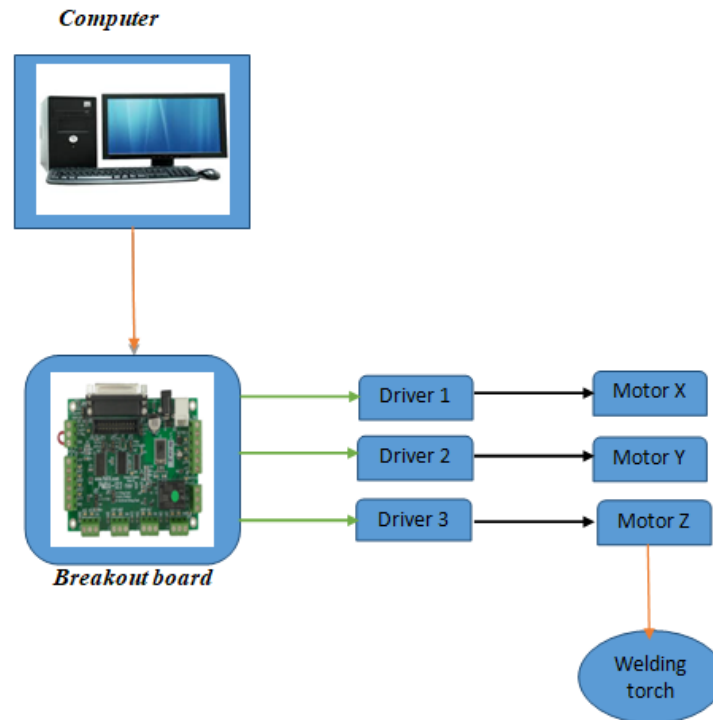 Computer
Driver 1
Motor X
Driver 2
Motor Y
Driver 3
Motor Z
Breakout board
Welding
torch